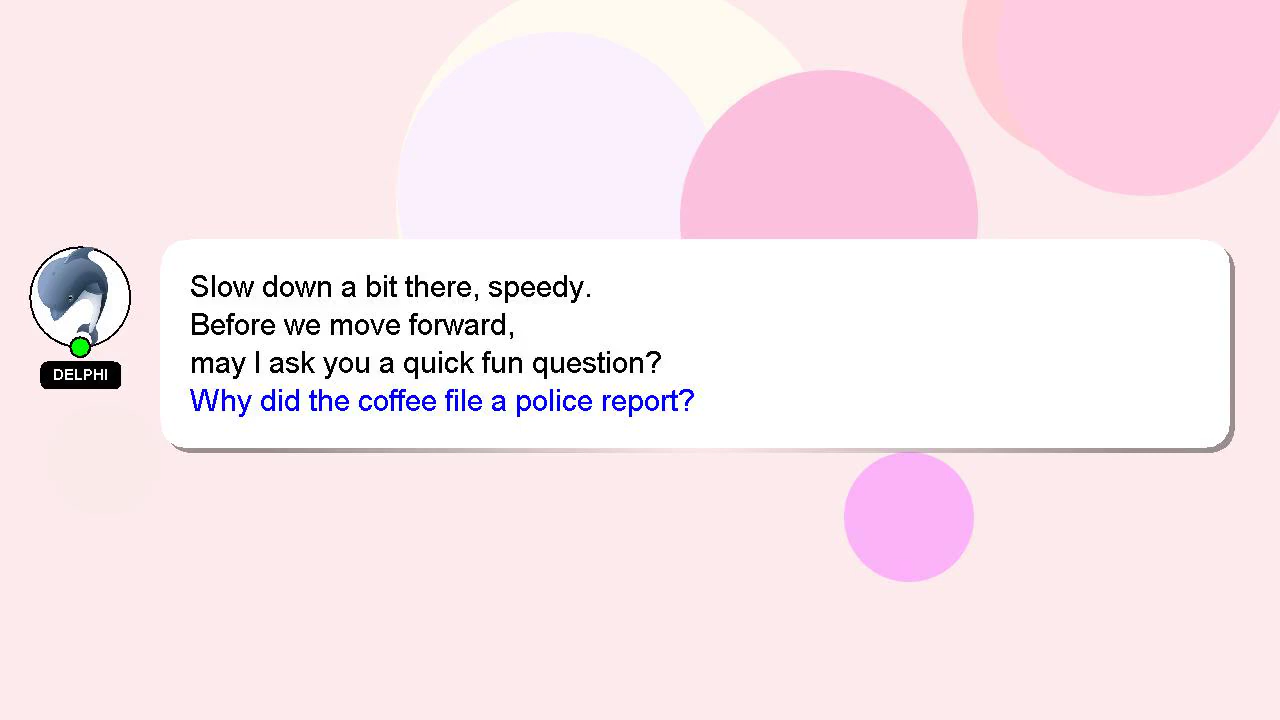 Slow down a bit there, speedy.
Before we move forward,
may I ask you a quick fun question?
Why did the coffee file a police report?
DELPHI